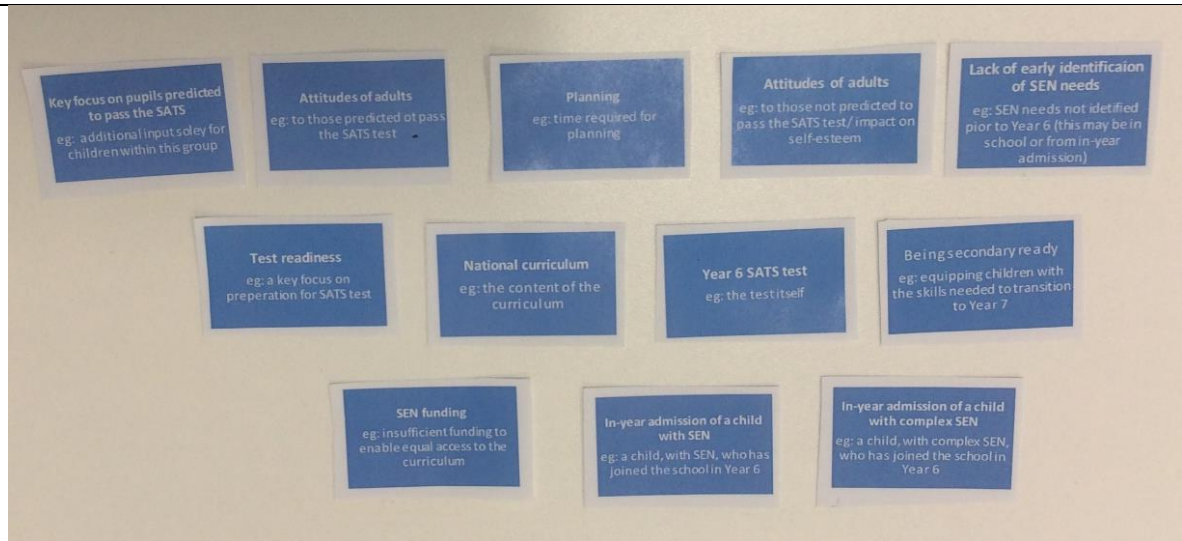 Key focus on pupils predicted
to pass the SATS
eg: additional input soley for
children within this group
Attitudes of adults
eg: to those predicted ot pass
the SATS test
Planning
eg: time required for
planning
Attitudes of adults
eg: to those not predicted to
pass the SATS test/ impact on
self-esteem
Lack of early identificaion
of SEN needs
eg: SEN needs not idetified
pior to Year 6 (this may be in
school or from in-year
admission)
Test readiness
eg: a key focus on
preperation for SATS test
National curriculum
eg: the content of the
curriculum
Year 6 SATS test
eg: the test itself
Being secondary ready
eg: equipping children with
the skills needed to transition
to Year 7
SEN funding
eg: insufficient funding to
enable equal access to the
curriculum
In-year admission of a child
with SEN
eg: a child, with SEN, who has
joined the school in Year 6
In-year admission of a child
with complex SEN
eg: a child, with complex SEN,
who has joined the school in
Year 6